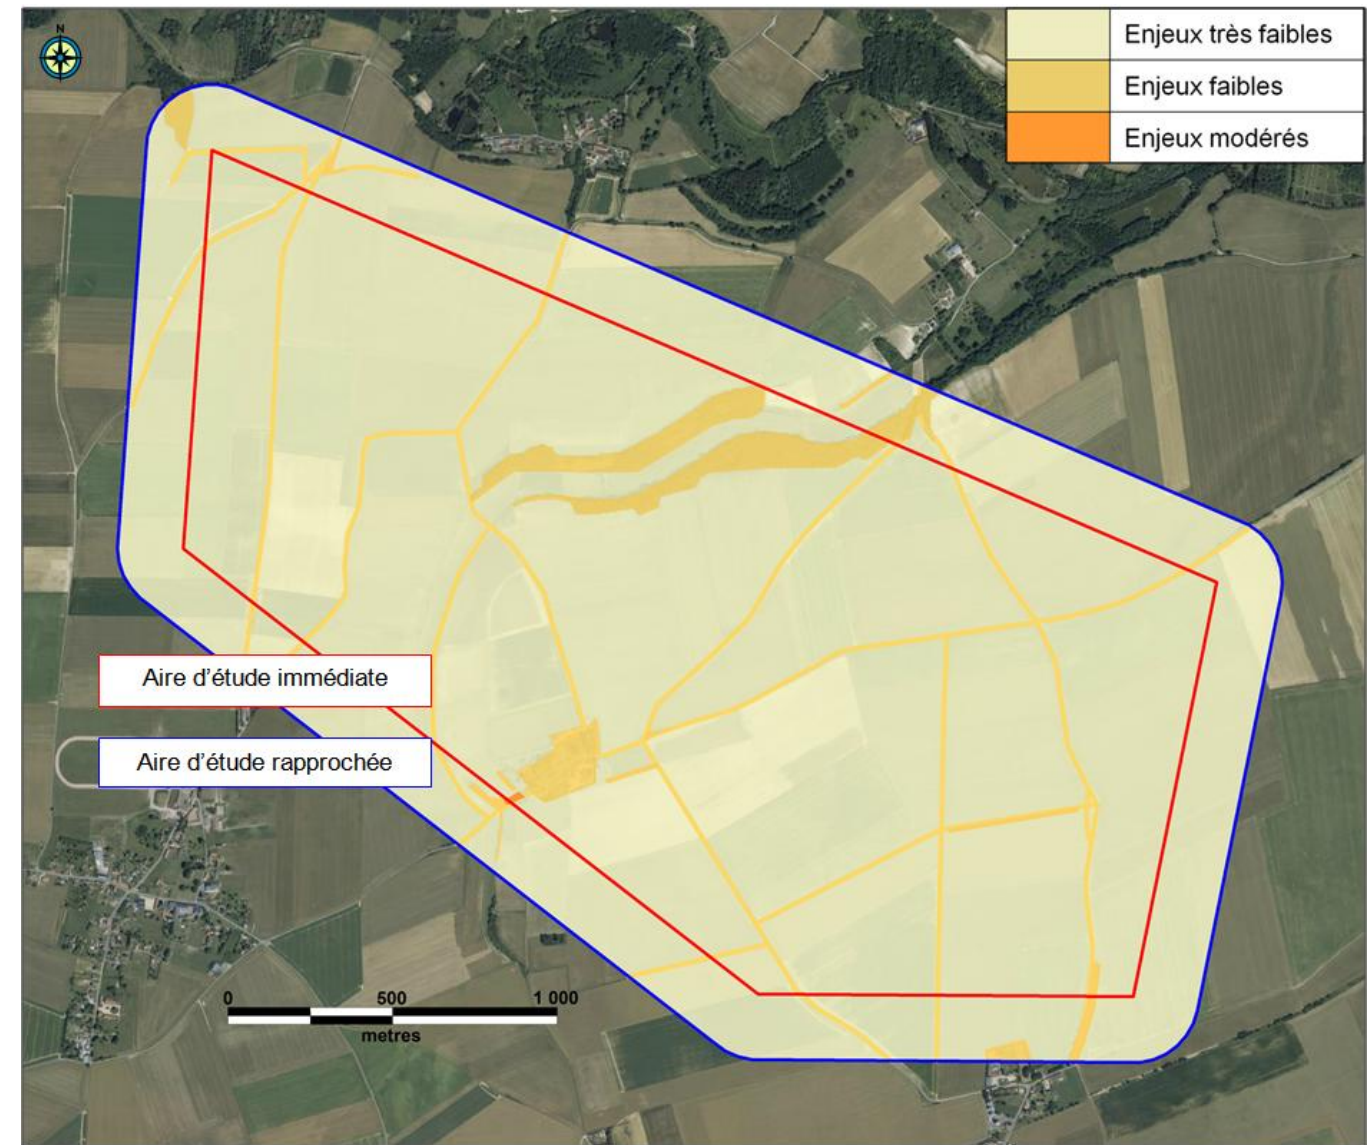 N
Enjeux très faibles
Enjeux faibles
Enjeux modérés
Aire d'étude immédiate
Aire d'étude rapprochée
0 500 1 000
metres